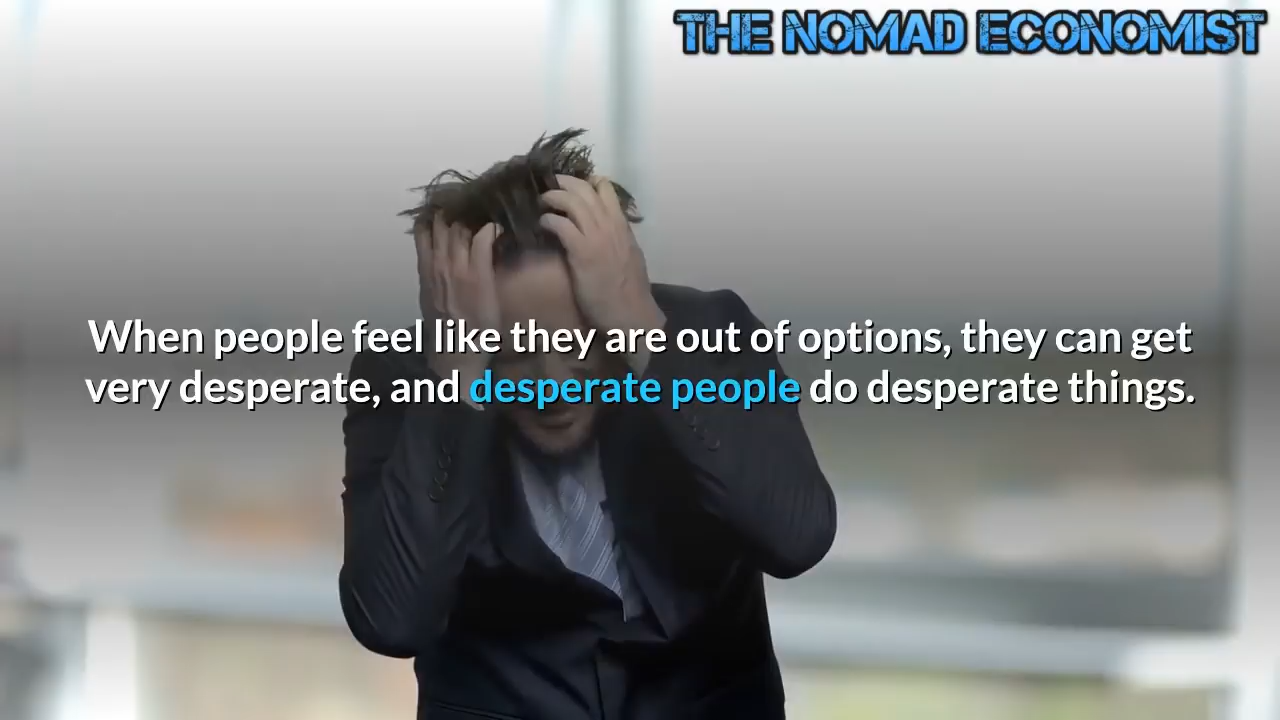 THE NOMAD ECONOMIST
When people feel like they are out of options, they can get
very desperate, and desperate people do desperate things.